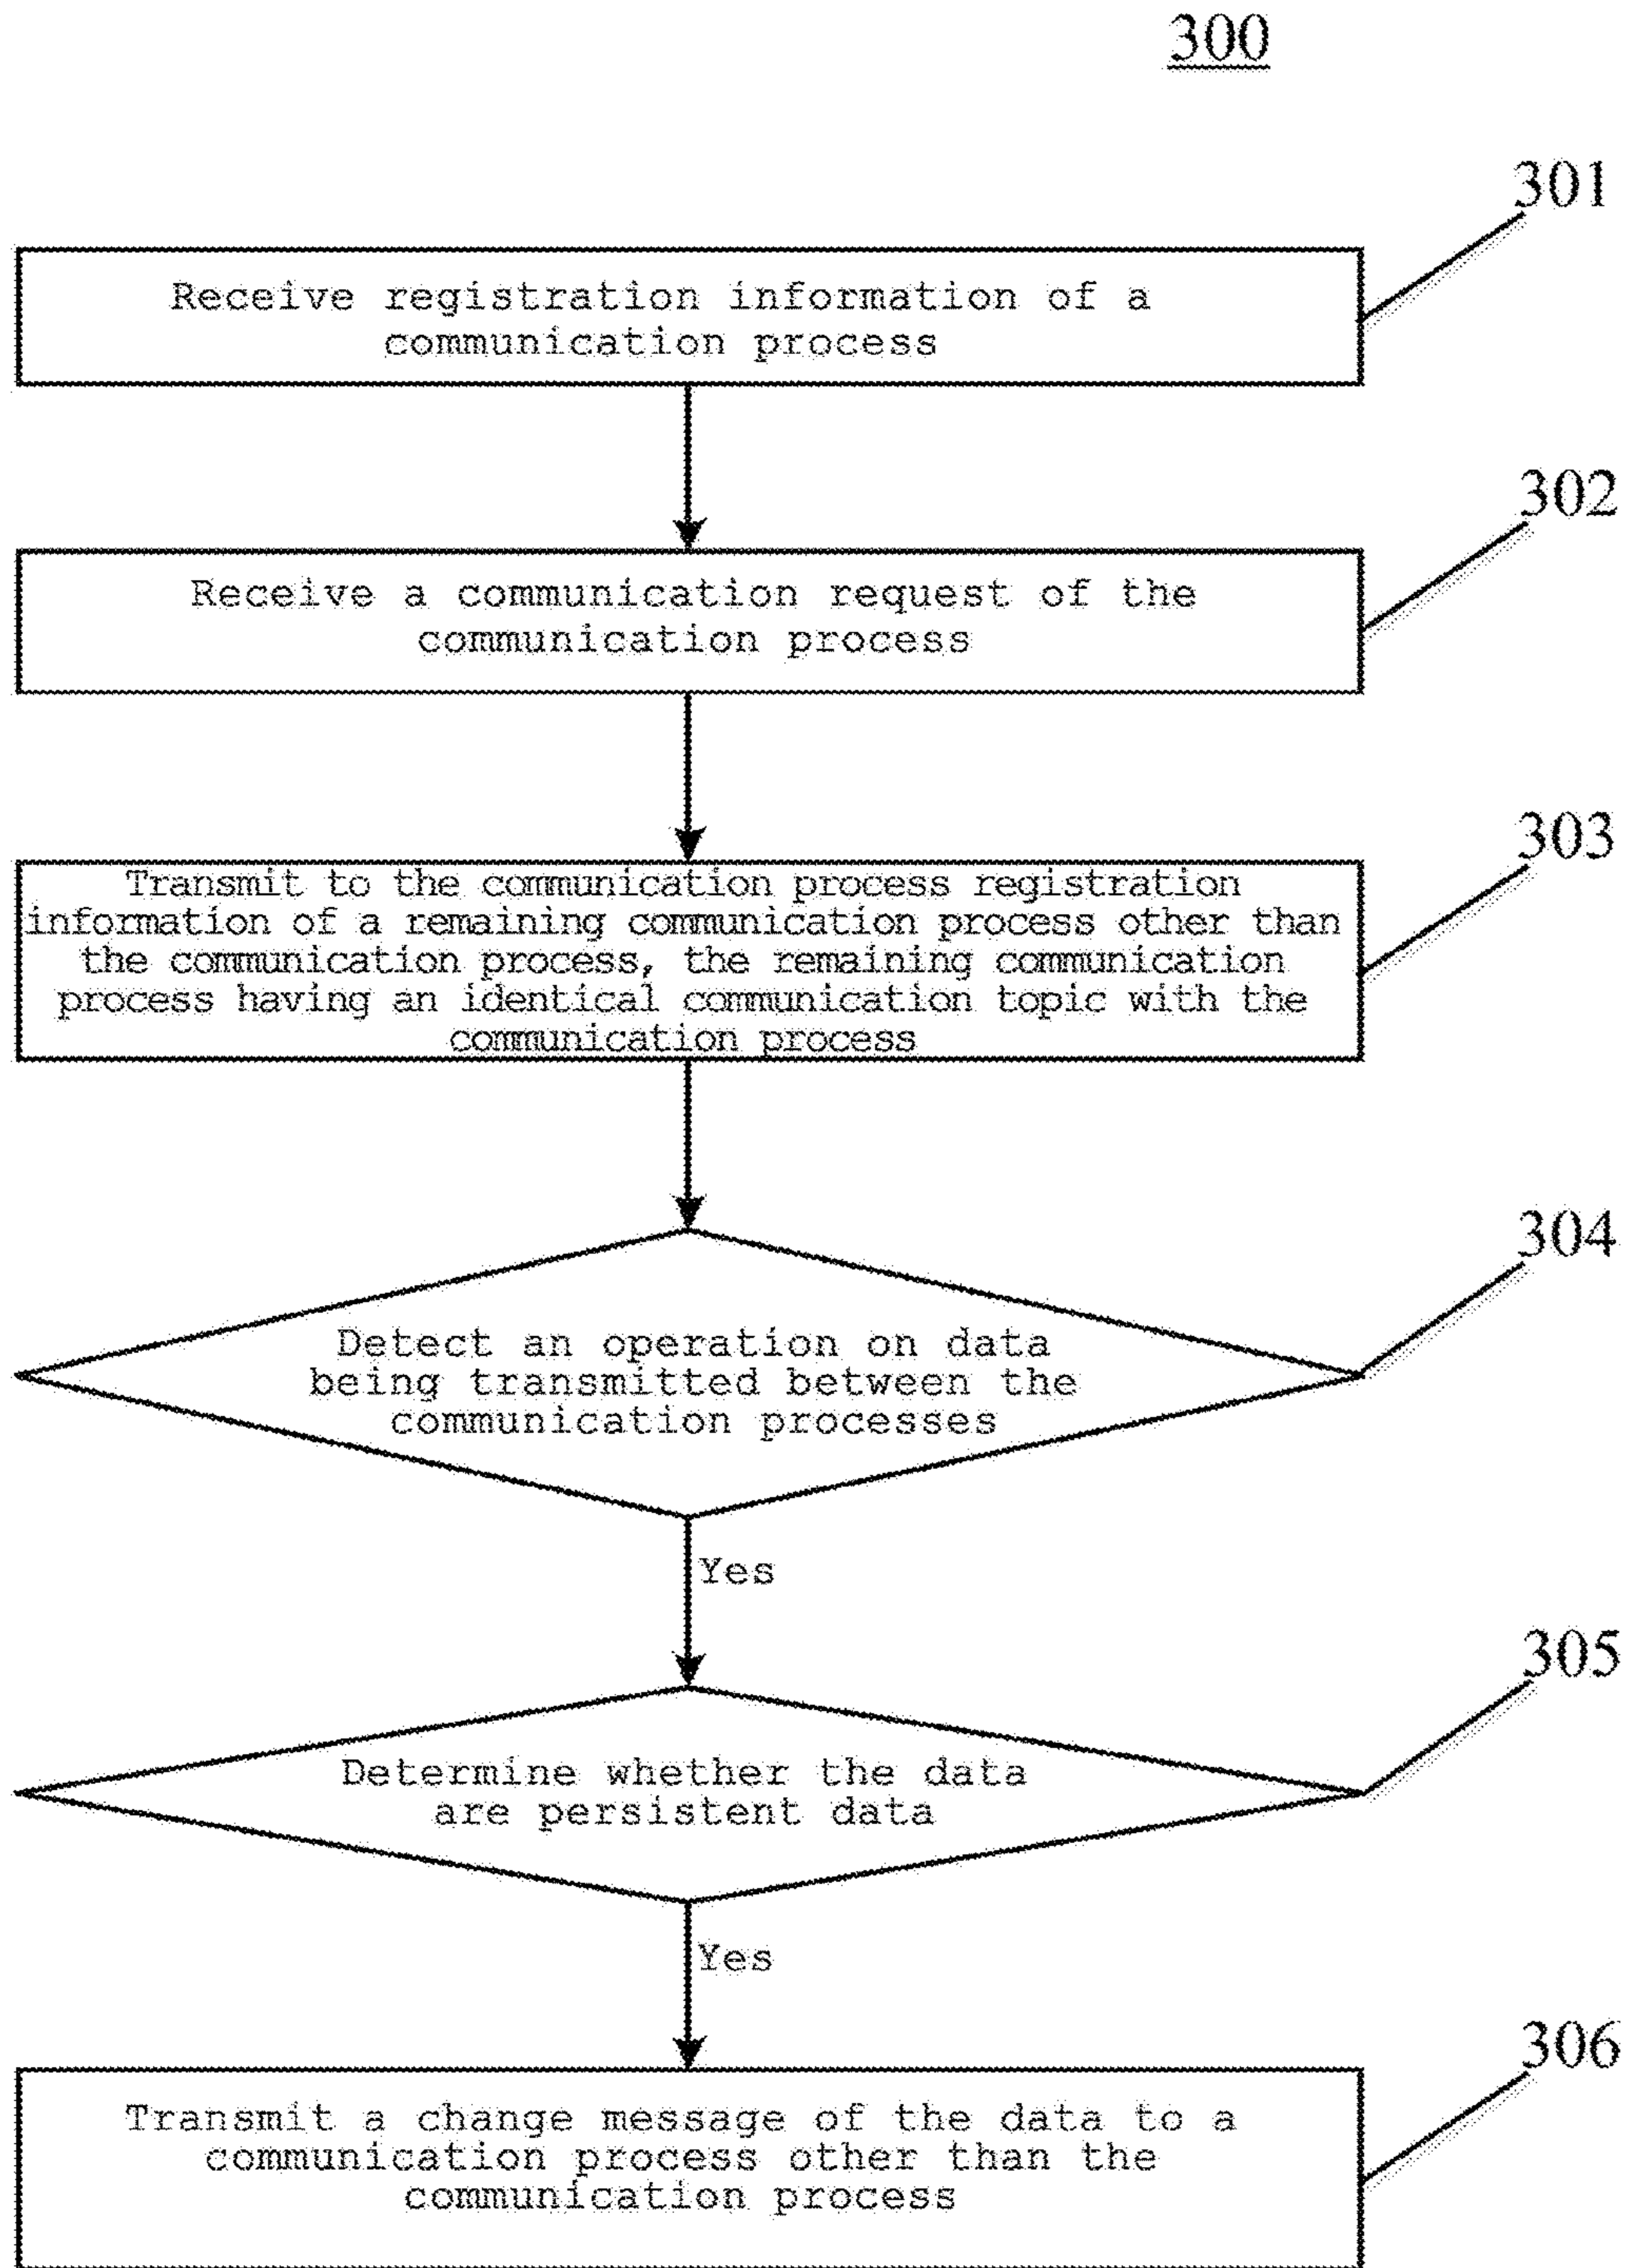 300
301
Receive registration information of a
communication process
302
Receive a communication request of the
communication process
303
Transmit to the communication process registration
information of a remaining communication process other than
the communication process, the remaining communication
process having an identical communication topic with the
communication process
304
Detect an operation on data
being transmitted between the
communication processes
Yes
305
Determine whether the data
are persistent data
Yes
306
Transmit a change message of the data to a
communication process other than the
communication process